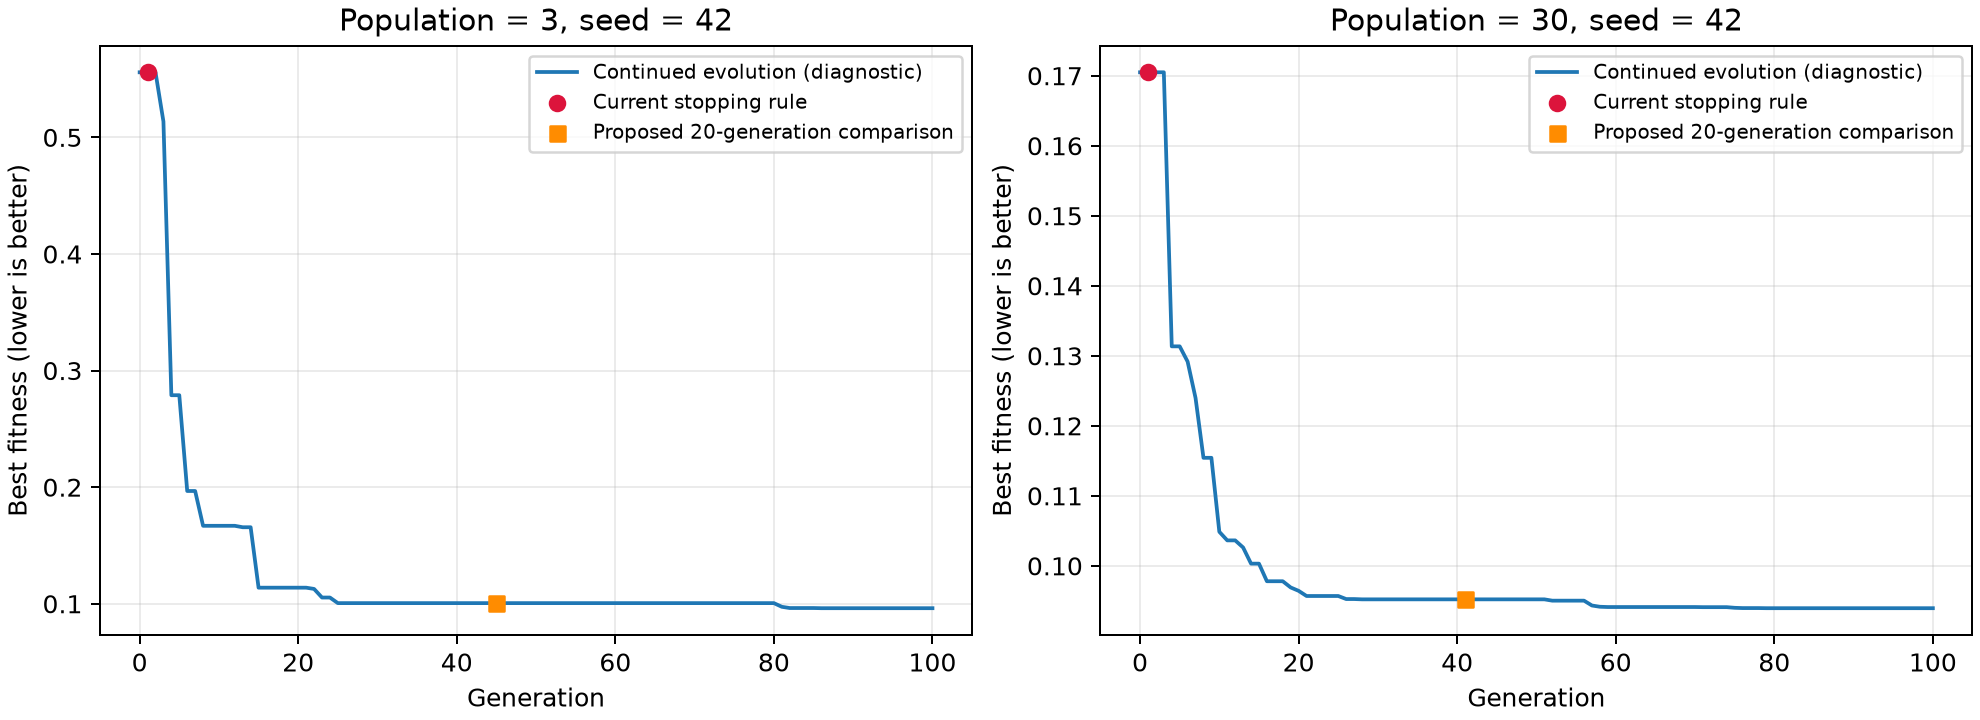 Population = 3, seed = 42
Best fitness (lower is better)
0.5
0.4
0.3
0.2
0.1
Continued evolution (diagnostic)
Current stopping rule
Proposed 20-generation comparison
0 20 40 60 80 100
Generation
Population = 30, seed = 42
Best fitness (lower is better)
0.17
0.16
0.15
0.14
0.13
0.12
0.11
0.10
Continued evolution (diagnostic)
Current stopping rule
Proposed 20-generation comparison
0 20 40 60 80 100
Generation